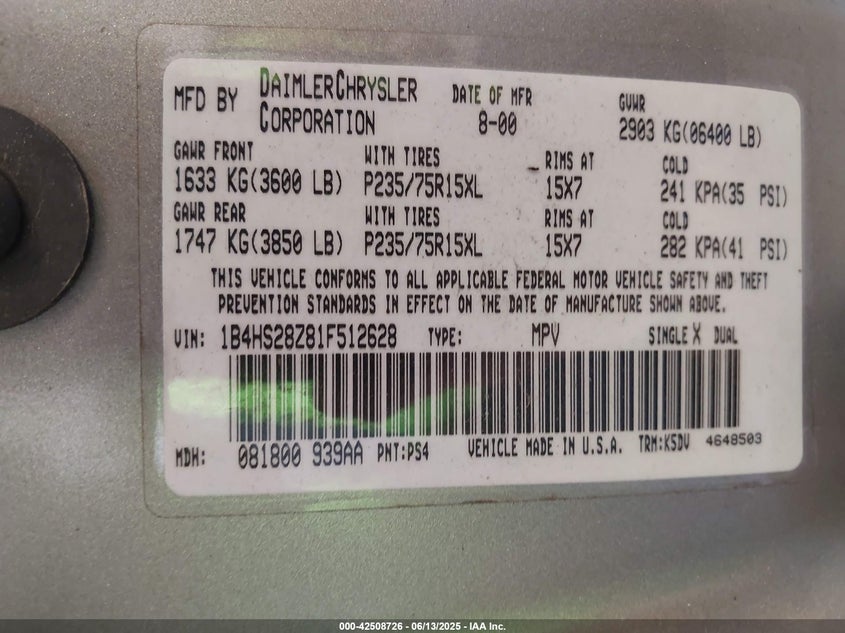 MFD BY DAIMLERCHRYSLER CORPORATION DATE OF MFR 8-00 GVWR 2903 KG(06400 LB)
GAWR FRONT WITH TIRES RIMS AT COLD
1633 KG(3600 LB) P235/75R15XL 15X7 241 KPA(35 PSI)
GAWR REAR WITH TIRES RIMS AT COLD
1747 KG(3850 LB) P235/75R15XL 15X7 282 KPA(41 PSI)
THIS VEHICLE CONFORMS TO ALL APPLICABLE FEDERAL MOTOR VEHICLE SAFETY AND THEFT
PREVENTION STANDARDS IN EFFECT ON THE DATE OF MANUFACTURE SHOWN ABOVE.
VIN: 1B4HS28Z81F512628 TYPE: MPV SINGLE X DUAL
MDH: 081800 939AA PNT:PS4 VEHICLE MADE IN U.S.A. TRM:K5DV 4648503
000-42508726 - 06/13/2025 - IAA Inc.